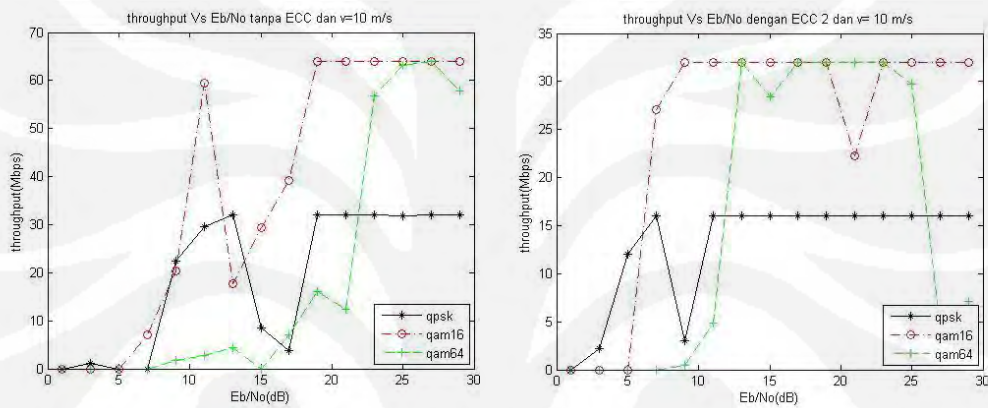 throughput Vs Eb/No tanpa ECC dan v=10 m/s
70
60
50
40
30
20
10
0
throughput(Mbps)
0 5 10 15 20 25 30
Eb/No(dB)
qpsk
qam16
qam64
throughput Vs Eb/No dengan ECC 2 dan v= 10 m/s
35
30
25
20
15
10
5
0
throughput(Mbps)
0 5 10 15 20 25 30
Eb/No(dB)
qpsk
qam16
qam64